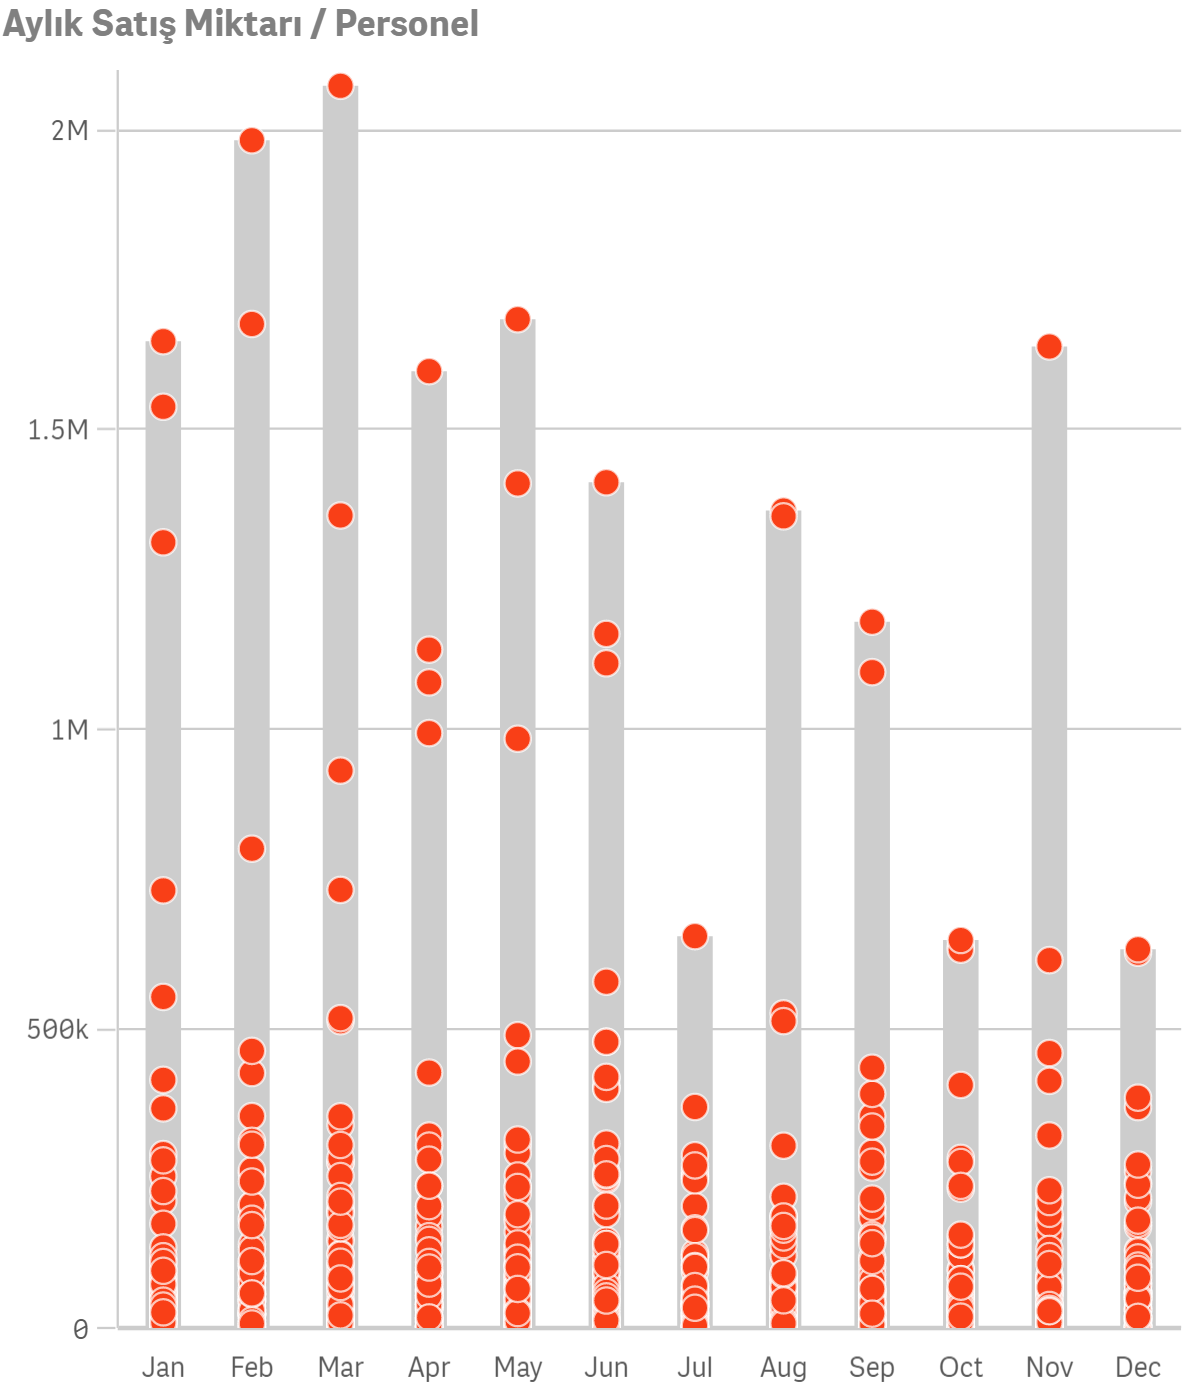 Aylık Satış Miktarı / Personel
2M
1.5M
1M
500k
0
Jan Feb Mar Apr May Jun Jul Aug Sep Oct Nov Dec